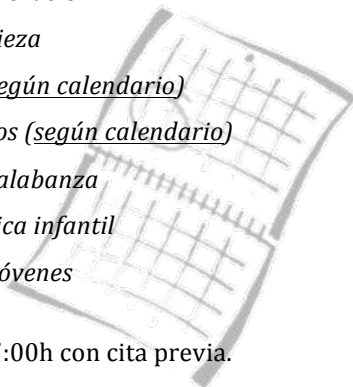 ieza
egún calendario)
os (según calendario)
alabanza
ica infantil
óvenes
:00h con cita previa.